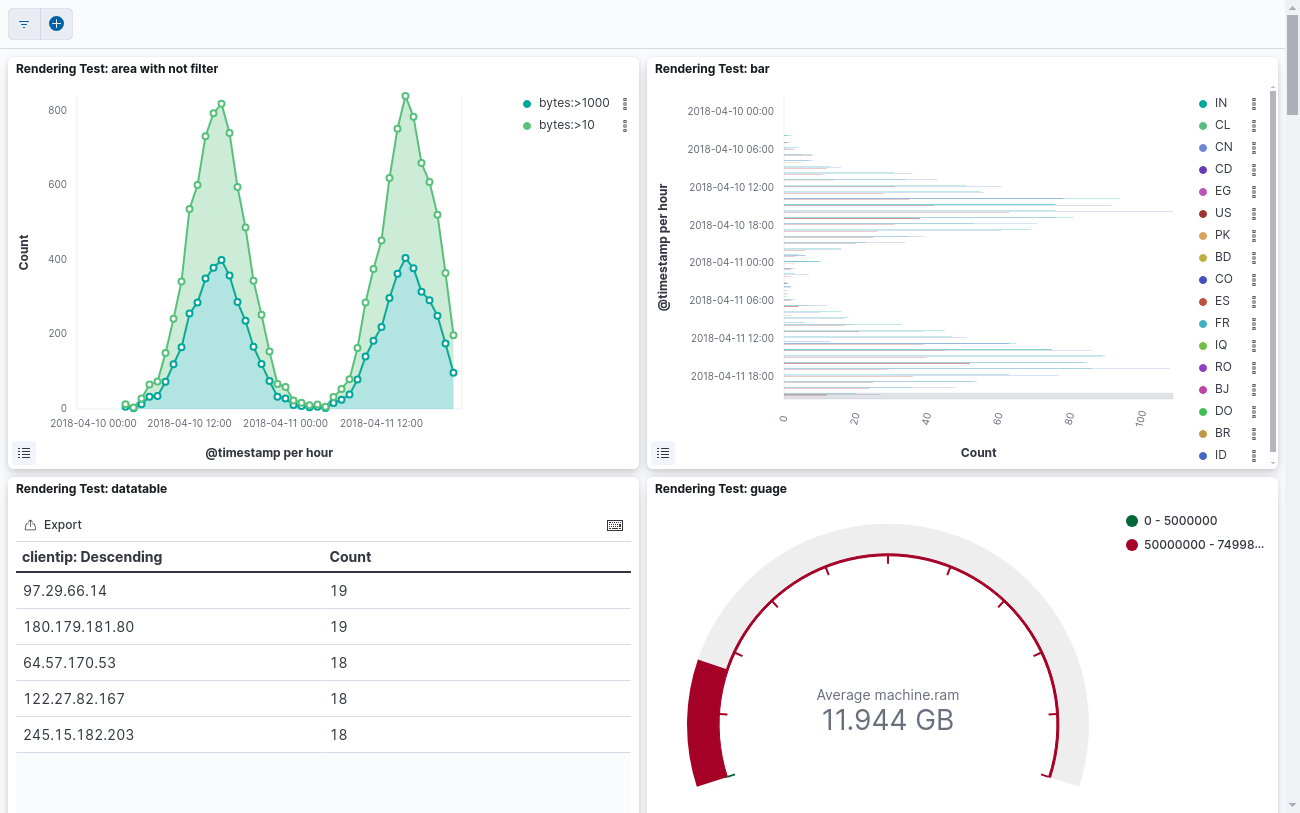 Rendering Test: area with not filter
800
600
400
200
0
Count
2018-04-10 00:00
2018-04-10 12:00
2018-04-11 00:00
2018-04-11 12:00
@timestamp per hour
bytes:>1000
bytes:>10
Rendering Test: bar
2018-04-10 00:00
2018-04-10 06:00
2018-04-10 12:00
2018-04-10 18:00
2018-04-11 00:00
2018-04-11 06:00
2018-04-11 12:00
2018-04-11 18:00
@timestamp per hour
0
20
40
60
80
100
Count
IN
CL
CN
CD
EG
US
PK
BD
CO
ES
FR
IQ
RO
BJ
DO
BR
ID
Rendering Test: datatable
Export
clientip: Descending Count
97.29.66.14 19
180.179.181.80 19
64.57.170.53 18
122.27.82.167 18
245.15.182.203 18
Rendering Test: guage
0 - 5000000
50000000 - 74998...
Average machine.ram
11.944 GB